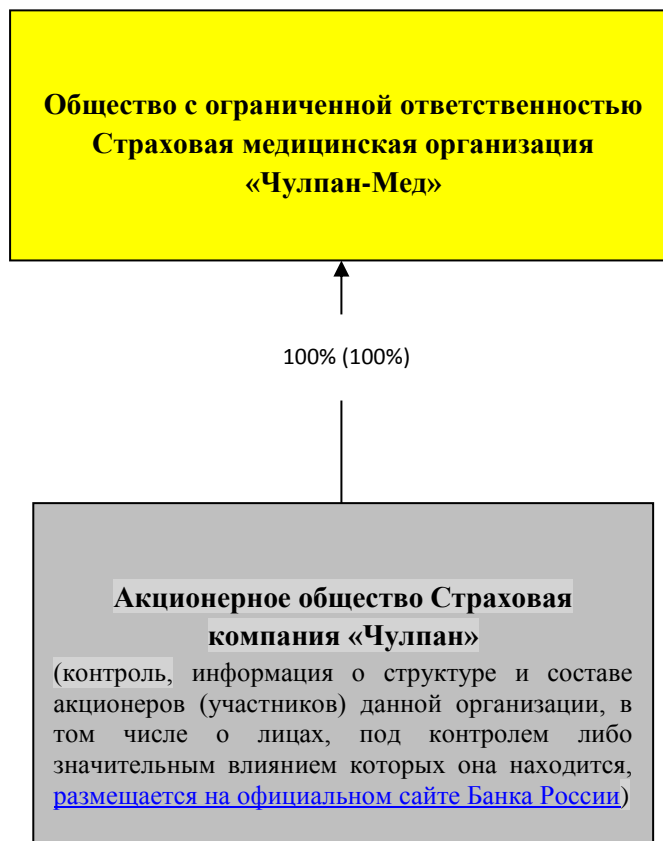 Общество с ограниченной ответственностью
Страховая медицинская организация
«Чулпан-Мед»
100% (100%)
Акционерное общество Страховая
компания «Чулпан»
(контроль, информация о структуре и составе
акционеров (участников) данной организации, в
том числе о лицах, под контролем либо
значительным влиянием которых она находится,
размещается на официальном сайте Банка России)